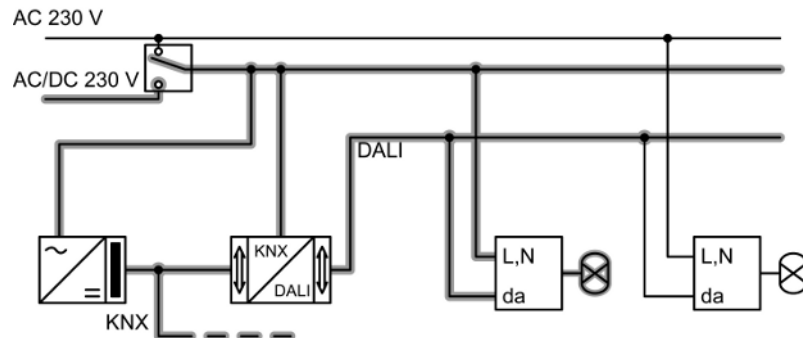 AC 230 V
AC/DC 230 V
DALI
KNX
DALI
L,N
da
L,N
da
KNX